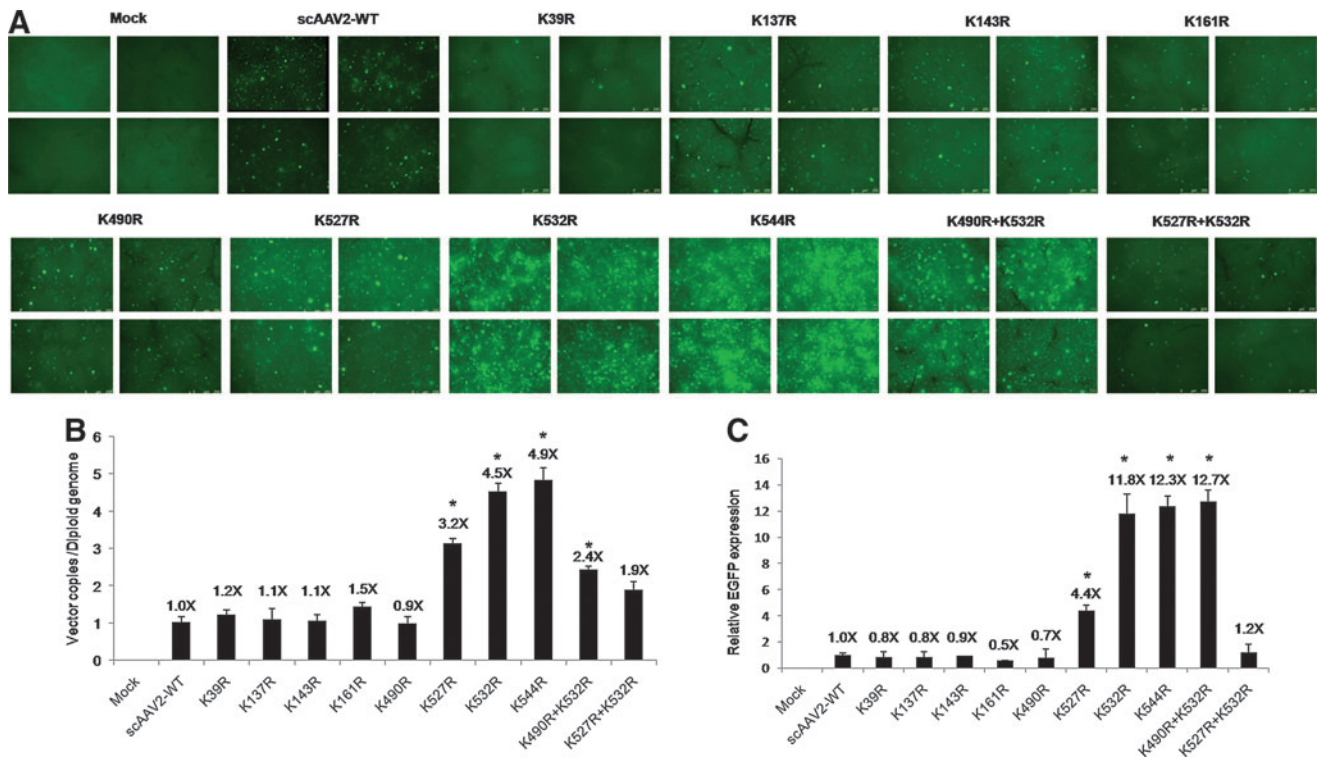 A
Mock scAAV2-WT K39R K137R K143R K161R
K490R K527R K532R K544R K490R+K532R K527R+K532R
B
Vector copies /Diploid genome
6
5
4
3
2
1
0
1.0X
1.2X
1.1X
1.1X
1.5X
0.9X
*
3.2X
*
4.5X
*
4.9X
*
2.4X
1.9X
Mock
scAAV2-WT
K39R
K137R
K143R
K161R
K490R
K527R
K532R
K544R
K490R+K532R
K527R+K532R
C
Relative EGFP expression
16
14
12
10
8
6
4
2
0
1.0X
0.8X
0.8X
0.9X
0.5X
0.7X
*
4.4X
*
11.8X
*
12.3X
*
12.7X
1.2X
Mock
scAAV2-WT
K39R
K137R
K143R
K161R
K490R
K527R
K532R
K544R
K490R+K532R
K527R+K532R